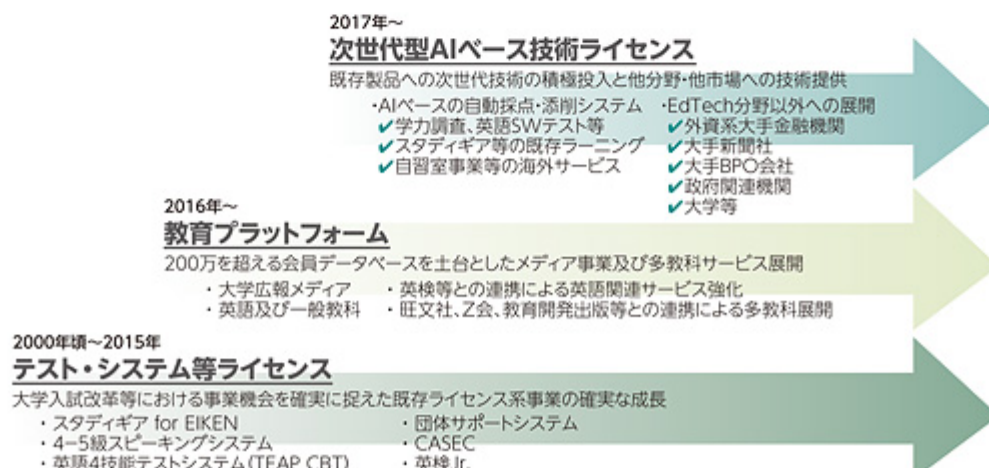 2017年～
次世代型AIベース技術ライセンス
既存製品への次世代技術の積極投入と他分野・他市場への技術提供
・AIベースの自動採点・添削システム
✔学力調査、英語SWテスト等
✔スタディギア等の既存ラーニング
✔自習室事業等の海外サービス
・EdTech分野以外への展開
✔外資系大手金融機関
✔大手新聞社
✔大手BPO会社
✔政府関連機関
✔大学等
2016年～
教育プラットフォーム
200万を超える会員データベースを土台としたメディア事業及び多教科サービス展開
・大学広報メディア
・英語及び一般教科
・英検等との連携による英語関連サービス強化
・旺文社、Z会、教育開発出版等との連携による多教科展開
2000年頃～2015年
テスト・システム等ライセンス
大学入試改革等における事業機会を確実に捉えた既存ライセンス系事業の確実な成長
・スタディギア for EIKEN
・4−5級スピーキングシステム
・英語4技能テストシステム(TEAP CBT)
・団体サポートシステム
・CASEC
・英検Jr.